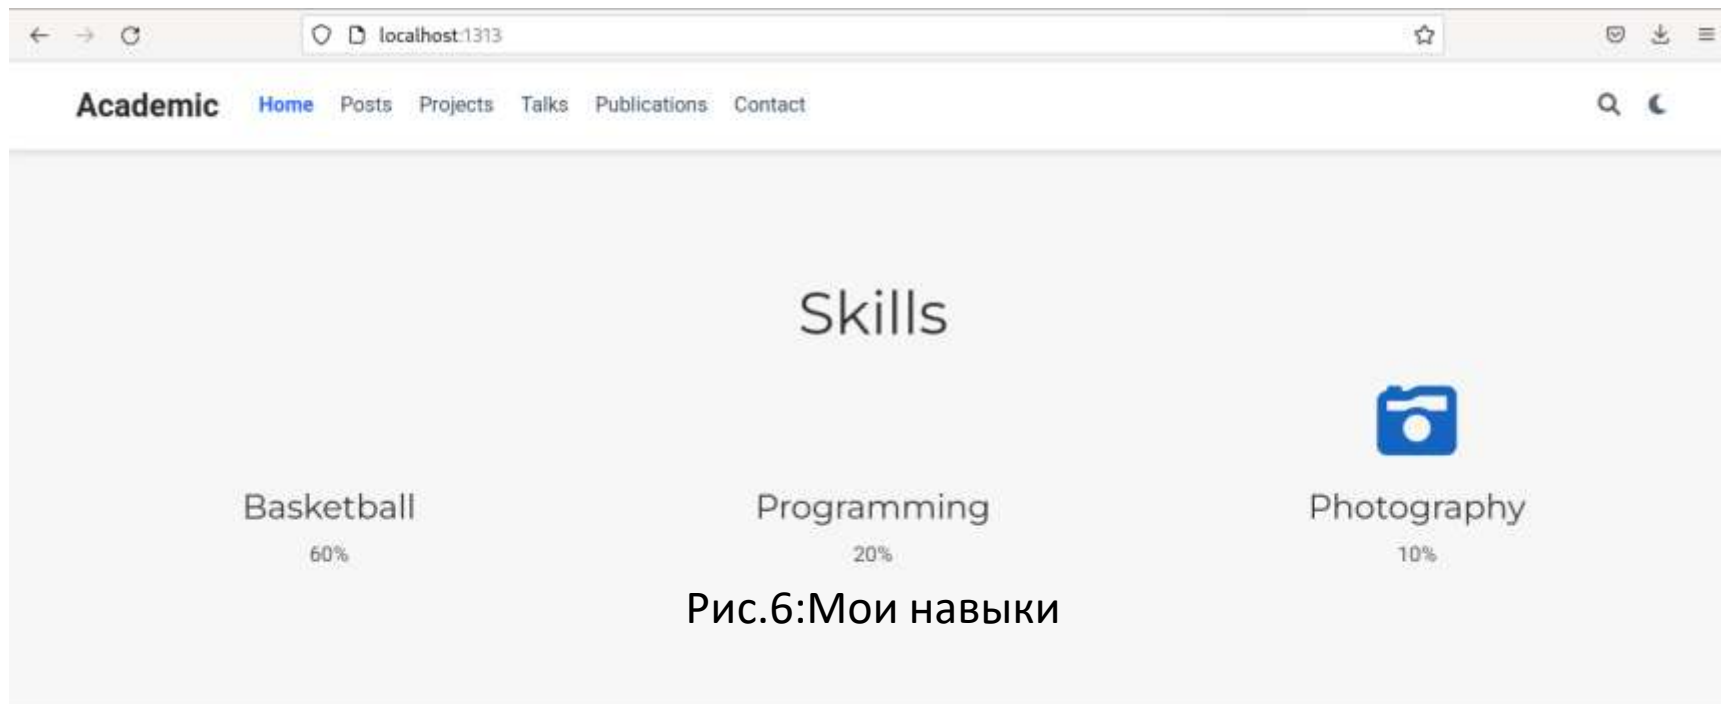 localhost:1313
Academic Home Posts Projects Talks Publications Contact
Skills
Basketball Programming Photography
60% 20% 10%
Рис.6:Мои навыки